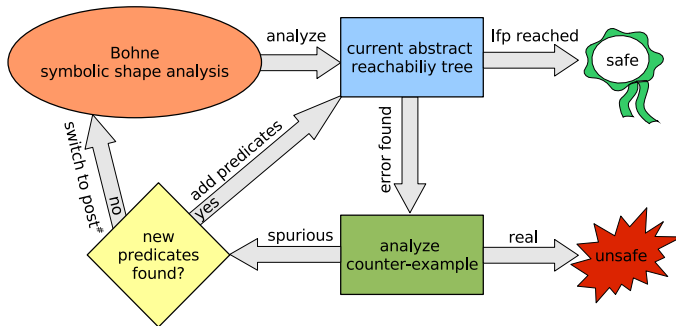 Bohne
symbolic shape analysis
analyze
current abstract
reachabiliy tree
lfp reached
safe
switch to post#
no
add predicates
yes
error found
new
predicates
found?
spurious
analyze
counter-example
real
unsafe